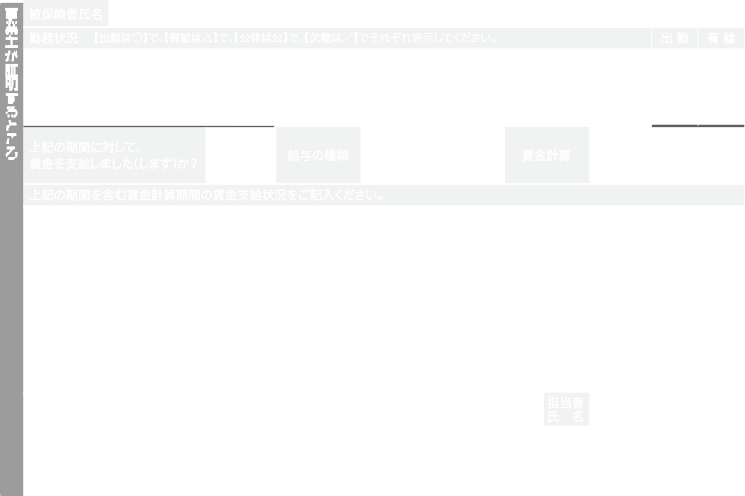 事業主が証明するところ
被保険者氏名
勤務状況 【出勤は○】で、【有給は△】で、【公休は公】で、【欠勤は／】でそれぞれ表示してください。
出 勤 有 給
上記の期間に対して、
賃金を支給しました(します)か？
給与の種類
賃金計算
上記の期間を含む賃金計算期間の賃金支給状況をご記入ください。
担当者
氏 名